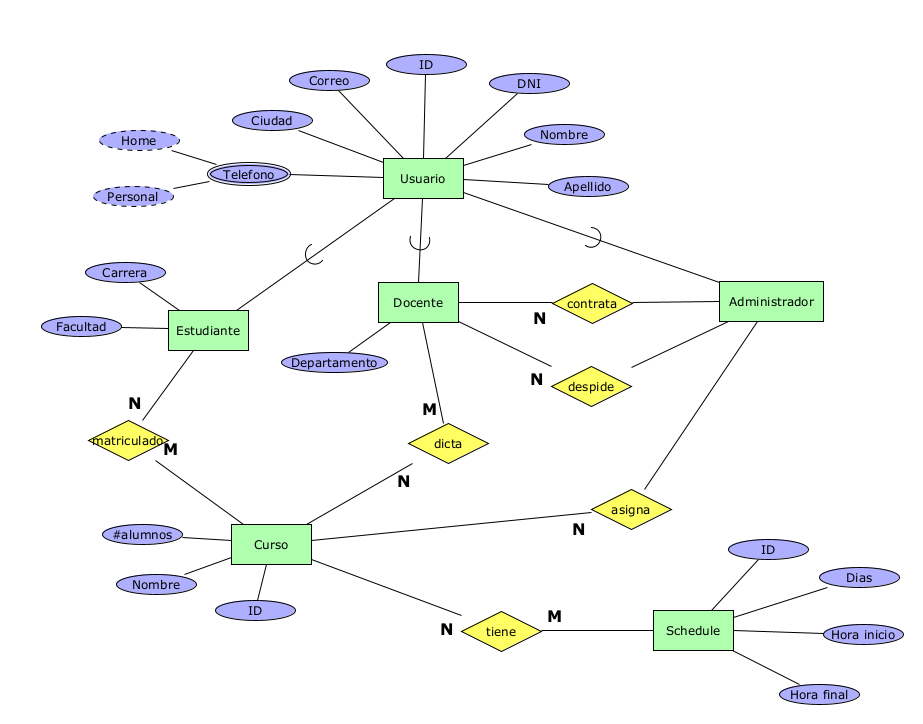 ID
Correo
DNI
Ciudad
Nombre
Home
Telefono
Usuario
Apellido
Personal
Carrera
Docente
contrata
Administrador
N
Facultad
Estudiante
Departamento
despide
N
N
M
matriculado
M
dicta
N
asigna
N
#alumnos
Curso
ID
Nombre
Dias
ID
M
N
tiene
Schedule
Hora inicio
Hora final